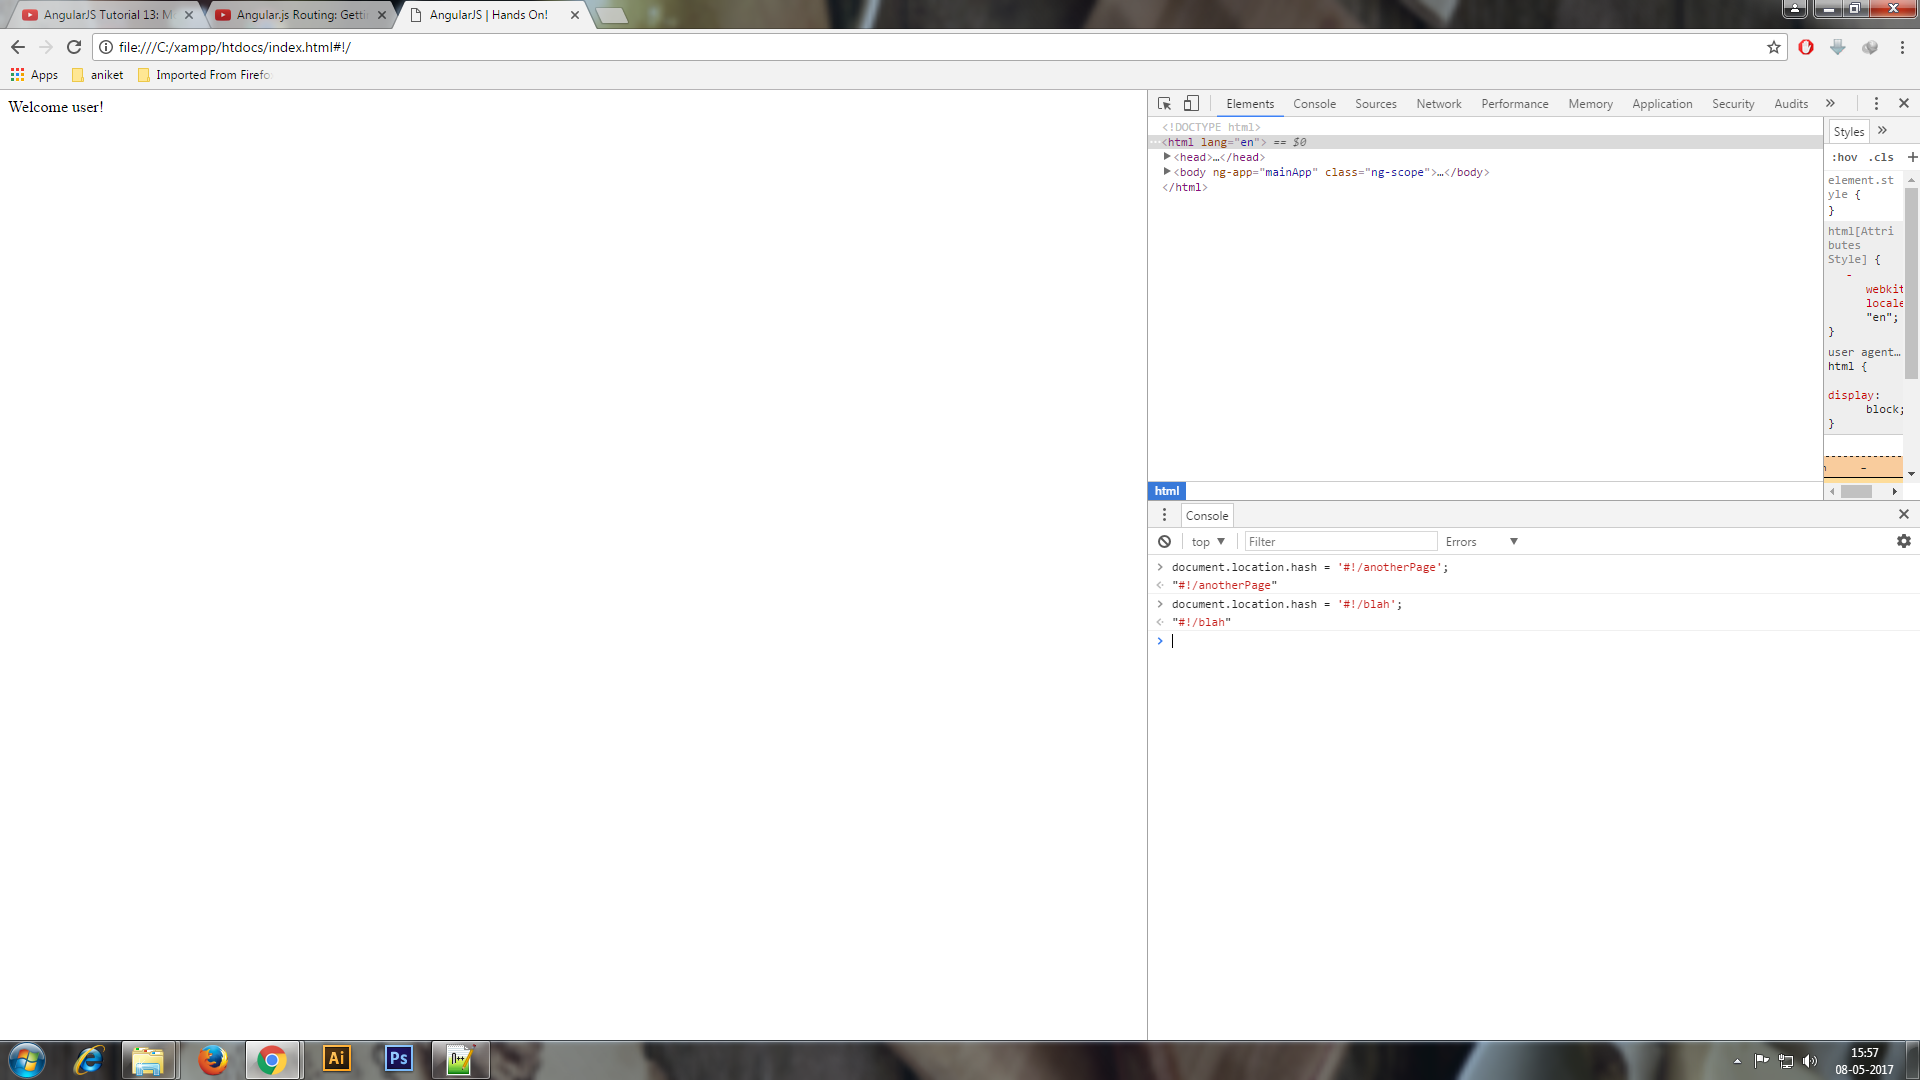 AngularJS Tutorial 13: M
Angular.js Routing: Getti
AngularJS | Hands On!
file:///C:/xampp/htdocs/index.html#!/
Apps
aniket
Imported From Firefo
Welcome user!
Elements Console Sources Network Performance Memory Application Security Audits »
<!DOCTYPE html>
…<html lang="en"> == $0
<head>…</head>
<body ng-app="mainApp" class="ng-scope">…</body>
</html>
Styles »
:hov .cls +
element.st
yle {
}
html[Attri
butes
Style] {
-
webkit
locale
"en";
}
user agent…
html {
display:
block;
}
-
html
Console
top
Filter
Errors
> document.location.hash = '#!/anotherPage';
"#!/anotherPage"
> document.location.hash = '#!/blah';
"#!/blah"
>
Ai
Ps
15:57
08-05-2017